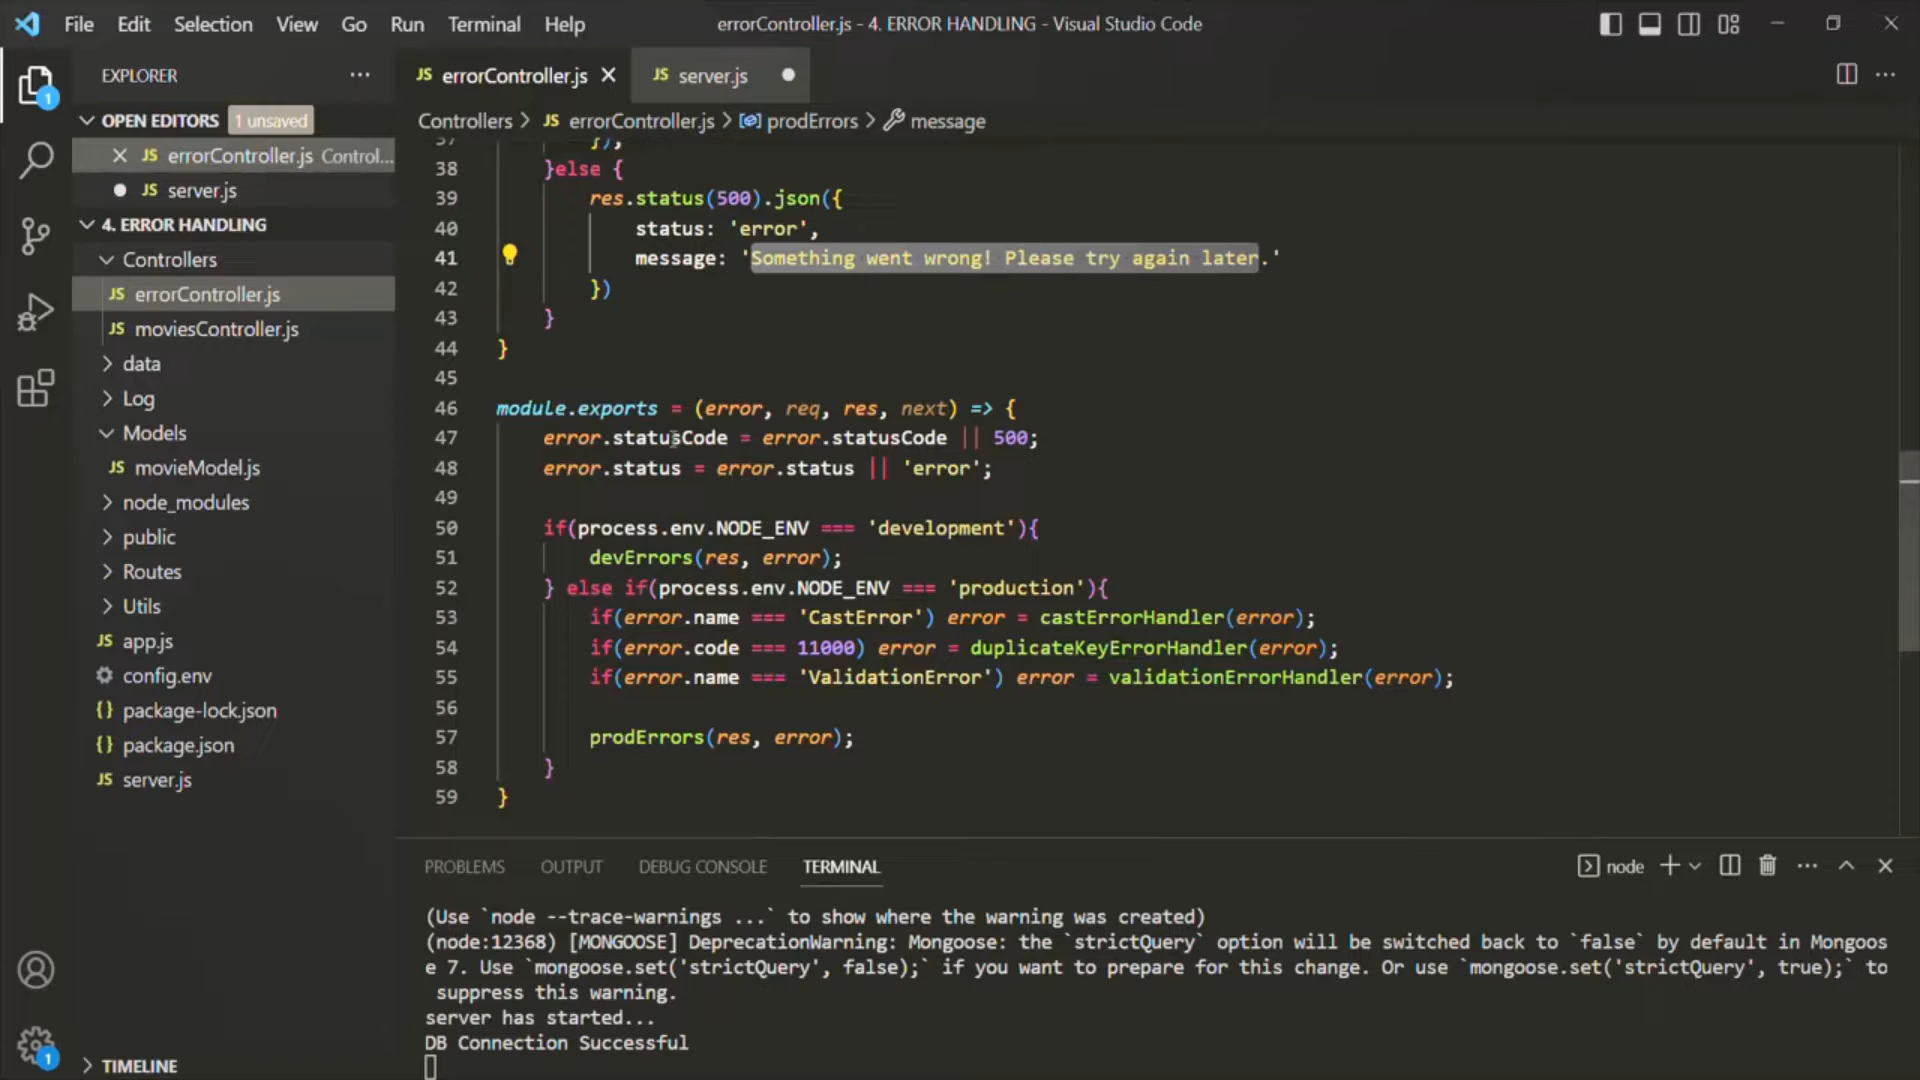 File Edit Selection View Go Run Terminal Help
errorController.js - 4. ERROR HANDLING - Visual Studio Code
EXPLORER
JS errorController.js
JS server.js
OPEN EDITORS 1 unsaved
Controllers > JS errorController.js > prodErrors > message
JS errorController.js Control...
JS server.js
4. ERROR HANDLING
Controllers
JS errorController.js
JS moviesController.js
data
Log
Models
JS movieModel.js
node_modules
public
Routes
Utils
JS app.js
config.env
{} package-lock.json
{} package.json
JS server.js
TIMELINE
1
1
37 });
38 }else {
39 res.status(500).json({
40 status: 'error',
41 message: 'Something went wrong! Please try again later.'
42 })
43 }
44 }
45
46 module.exports = (error, req, res, next) => {
47 error.statusCode = error.statusCode || 500;
48 error.status = error.status || 'error';
49
50 if(process.env.NODE_ENV === 'development'){
51 devErrors(res, error);
52 } else if(process.env.NODE_ENV === 'production'){
53 if(error.name === 'CastError') error = castErrorHandler(error);
54 if(error.code === 11000) error = duplicateKeyErrorHandler(error);
55 if(error.name === 'ValidationError') error = validationErrorHandler(error);
56
57 prodErrors(res, error);
58 }
59 }
PROBLEMS OUTPUT DEBUG CONSOLE TERMINAL
node
(Use `node --trace-warnings ...` to show where the warning was created)
(node:12368) [MONGOOSE] DeprecationWarning: Mongoose: the `strictQuery` option will be switched back to `false` by default in Mongoos
e 7. Use `mongoose.set('strictQuery', false);` if you want to prepare for this change. Or use `mongoose.set('strictQuery', true);` to
suppress this warning.
server has started...
DB Connection Successful